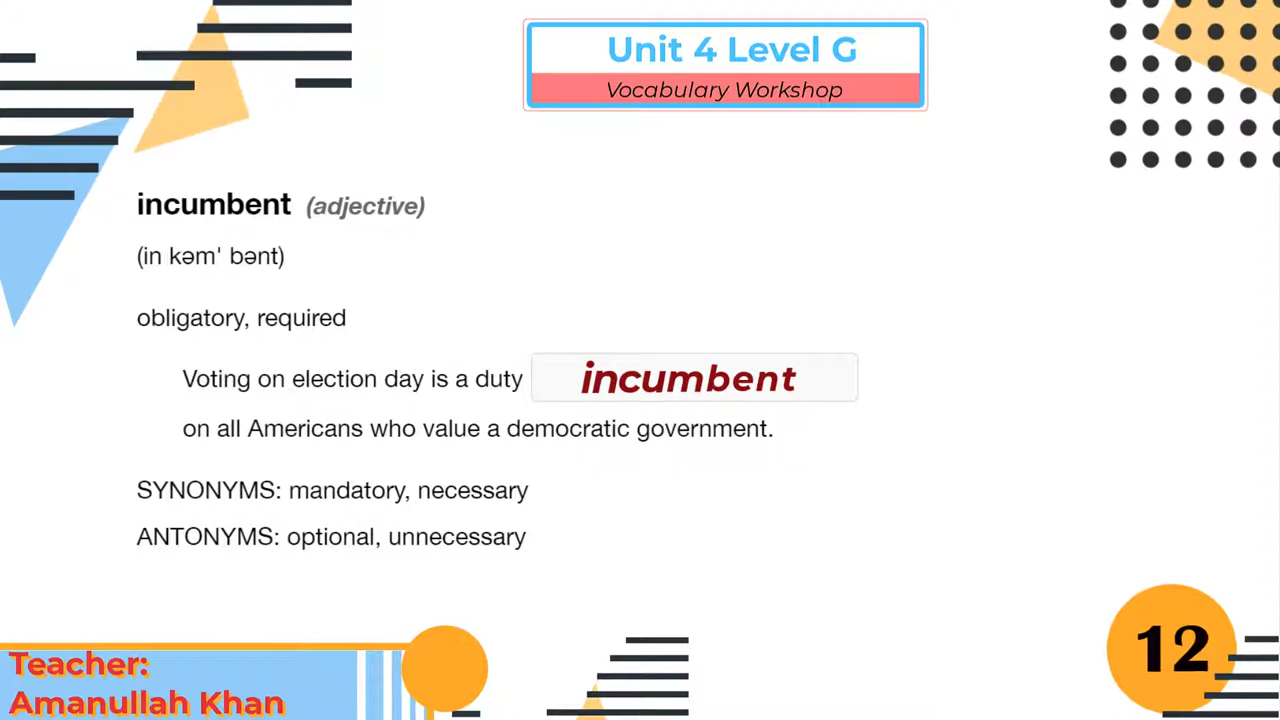 Unit 4 Level G
Vocabulary Workshop
incumbent (adjective)
(in kəm' bənt)
obligatory, required
Voting on election day is a duty incumbent
on all Americans who value a democratic government.
SYNONYMS: mandatory, necessary
ANTONYMS: optional, unnecessary
Teacher:
Amanullah Khan
12